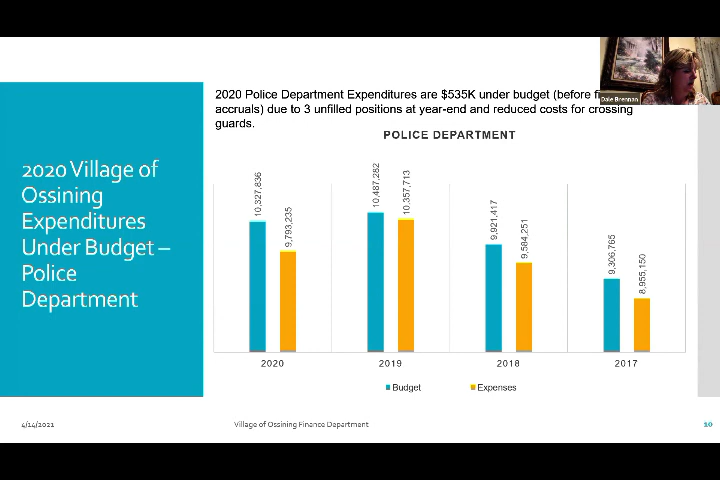 Dale Brennan
2020 Police Department Expenditures are $535K under budget (before
accruals) due to 3 unfilled positions at year-end and reduced costs for crossing
guards.
2020 Village of
Ossining
Expenditures
Under Budget –
Police
Department
POLICE DEPARTMENT
10,327,836
9,793,235
10,487,282
10,357,713
9,921,417
9,584,251
9,306,765
8,955,150
2020
2019
2018
2017
Budget
Expenses
4/14/2021
Village of Ossining Finance Department
10